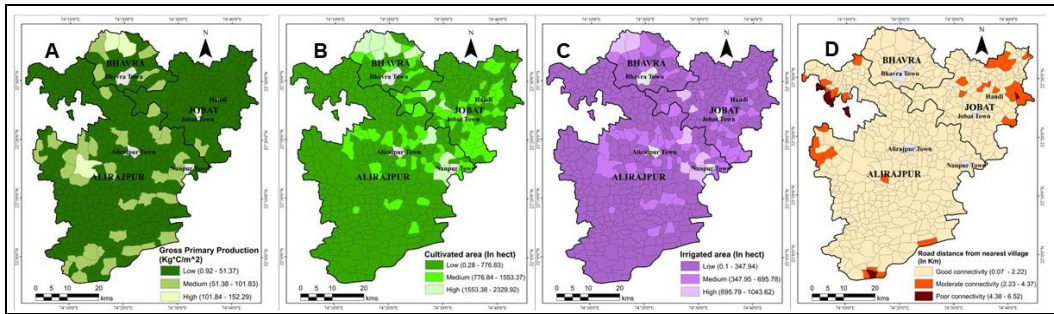 A
N
BHAVRA
Bhavra Town
JOBAT
Jobat Town
Alirajpur Town
Nanpur Town
ALIRAJPUR
Gross Primary Production
(Kg*C/m^2)
Low (0.92 - 51.37)
Medium (51.38 - 101.83)
High (101.84 - 152.29)
0 5 10 20
kms
B
N
BHAVRA
Bhavra Town
Handi
JOBAT
Jobat Town
Alirajpur Town
Nanpur Town
ALIRAJPUR
Cultivated area (In hect)
Low (0.28 - 776.83)
Medium (776.84 - 1553.37)
High (1553.38 - 2329.92)
0 5 10 20
kms
C
N
BHAVRA
Bhavra Town
Handi
JOBAT
Jobat Town
Alirajpur Town
Nanpur Town
ALIRAJPUR
Irrigated area (In hect)
Low (0.1 - 347.94)
Medium (347.95 - 695.78)
High (695.79 - 1043.62)
0 5 10 20
kms
D
N
BHAVRA
Bhavra Town
Handi
JOBAT
Jobat Town
Alirajpur Town
Nanpur Town
ALIRAJPUR
Road distance from nearest village
(In Km)
Good connectivity (0.07 - 2.22)
Moderate connectivity (2.23 - 4.37)
Poor connectivity (4.38 - 6.52)
0 5 10 20
kms